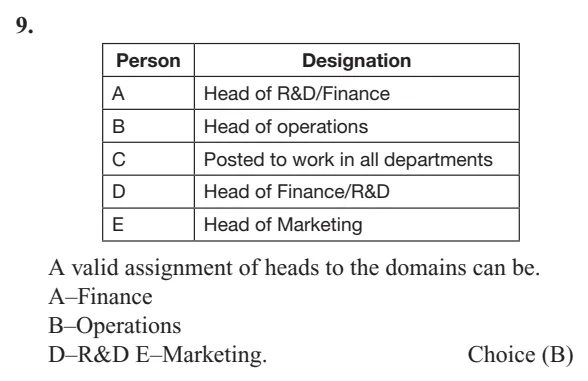 9.
Person Designation
A Head of R&D/Finance
B Head of operations
C Posted to work in all departments
D Head of Finance/R&D
E Head of Marketing
A valid assignment of heads to the domains can be.
A–Finance
B–Operations
D–R&D E–Marketing. Choice (B)